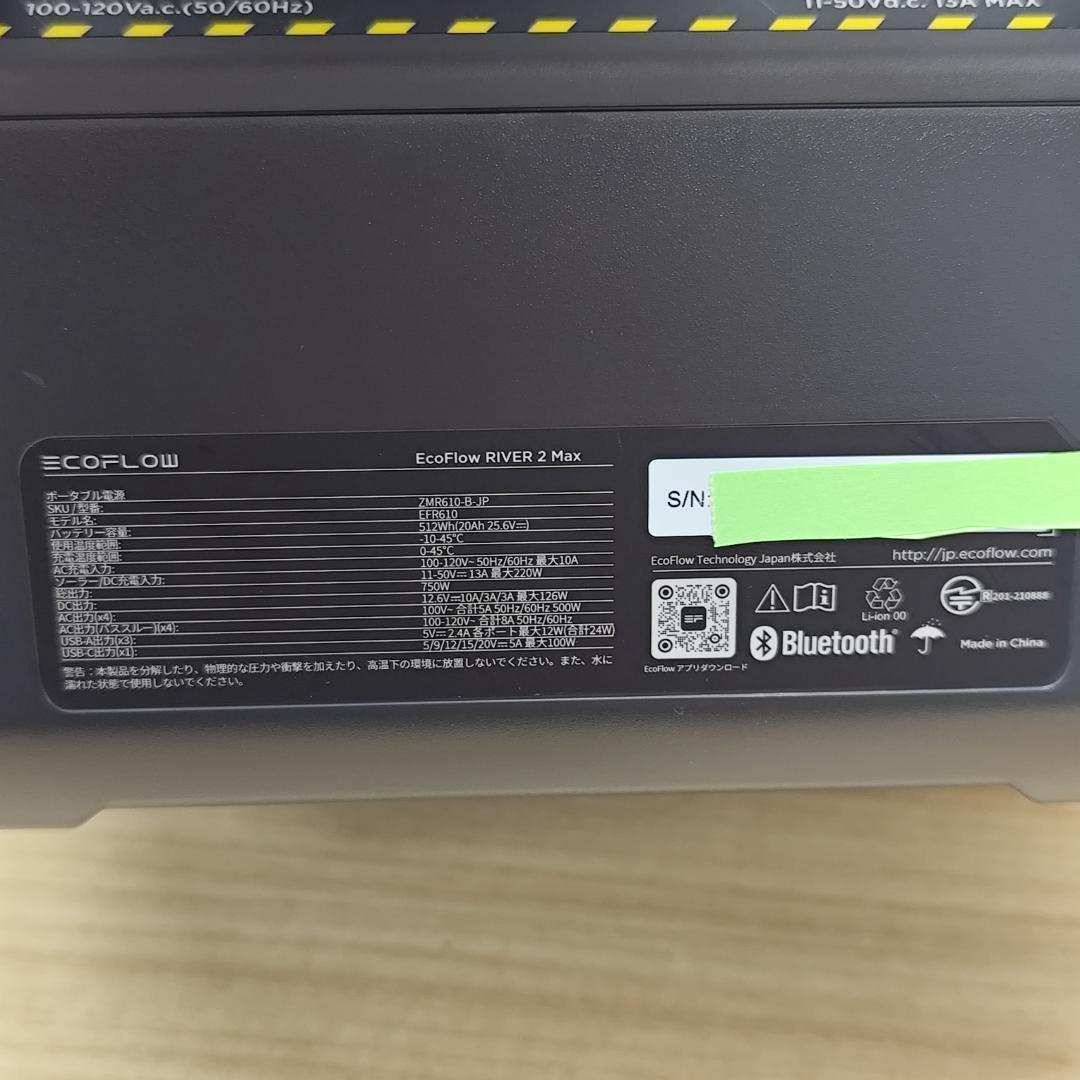 100-120Va.c.(50/60Hz)
11-50Vd.c. 13A MAX
ECOFLOW
EcoFlow RIVER 2 Max
ポータブル電源
SKU / 型番: ZMR610-B-JP
モデル名: EFR610
バッテリー容量: 512Wh(20Ah 25.6V⎓)
使用温度範囲: -10-45°C
充電温度範囲: 0-45°C
AC充電入力: 100-120V~ 50Hz/60Hz 最大10A
ソーラー/DC充電入力: 11-50V⎓ 13A 最大220W
総出力: 750W
DC出力: 12.6V⎓10A/3A/3A 最大126W
AC出力(x4): 100V~ 合計5A 50Hz/60Hz 500W
AC出力(バススルー)(x4): 100-120V~ 合計8A 50Hz/60Hz
USB-A出力(x3): 5V⎓ 2.4A 各ポート最大12W(合計24W)
USB-C出力(x1): 5/9/12/15/20V⎓ 5A 最大100W
警告：本製品を分解したり、物理的な圧力や衝撃を加えたり、高温下の環境に放置しないでください。また、水に
濡れた状態で使用しないでください。
S/N:
EcoFlow Technology Japan株式会社
http://jp.ecoflow.com
Li-ion 00
R 201-210888
EcoFlow アプリダウンロード
Bluetooth®
Made in China